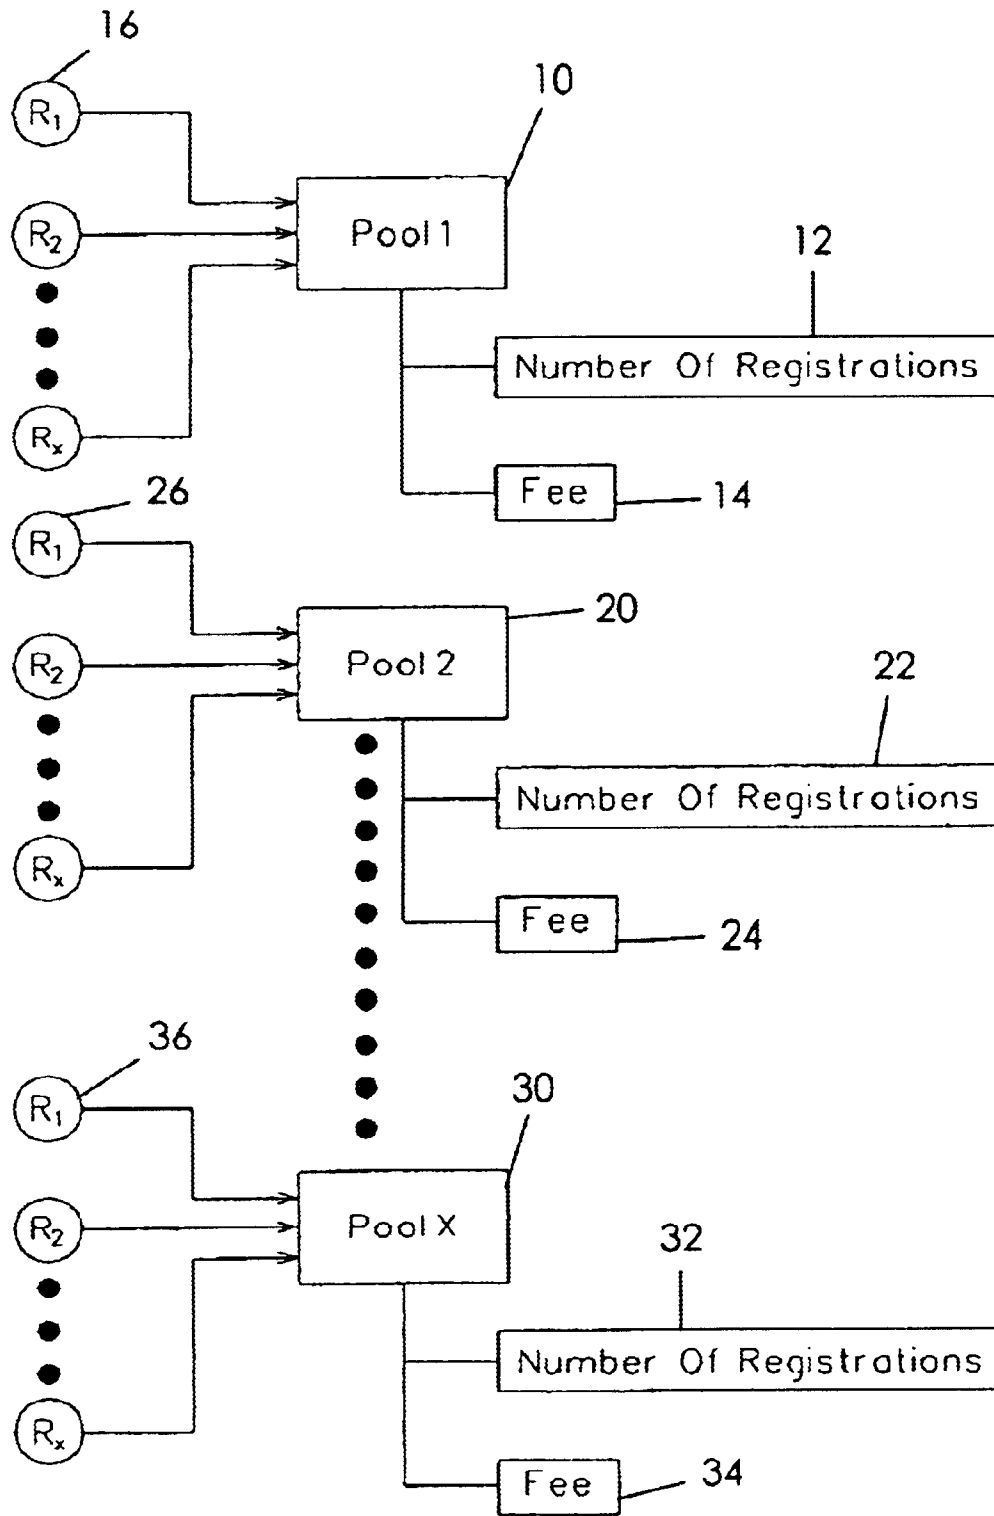 16
R1
10
Pool 1
R2
12
Number Of Registrations
Rx
Fee
14
26
R1
20
Pool 2
R2
22
Number Of Registrations
Rx
Fee
24
36
R1
30
Pool X
R2
32
Number Of Registrations
Rx
Fee
34